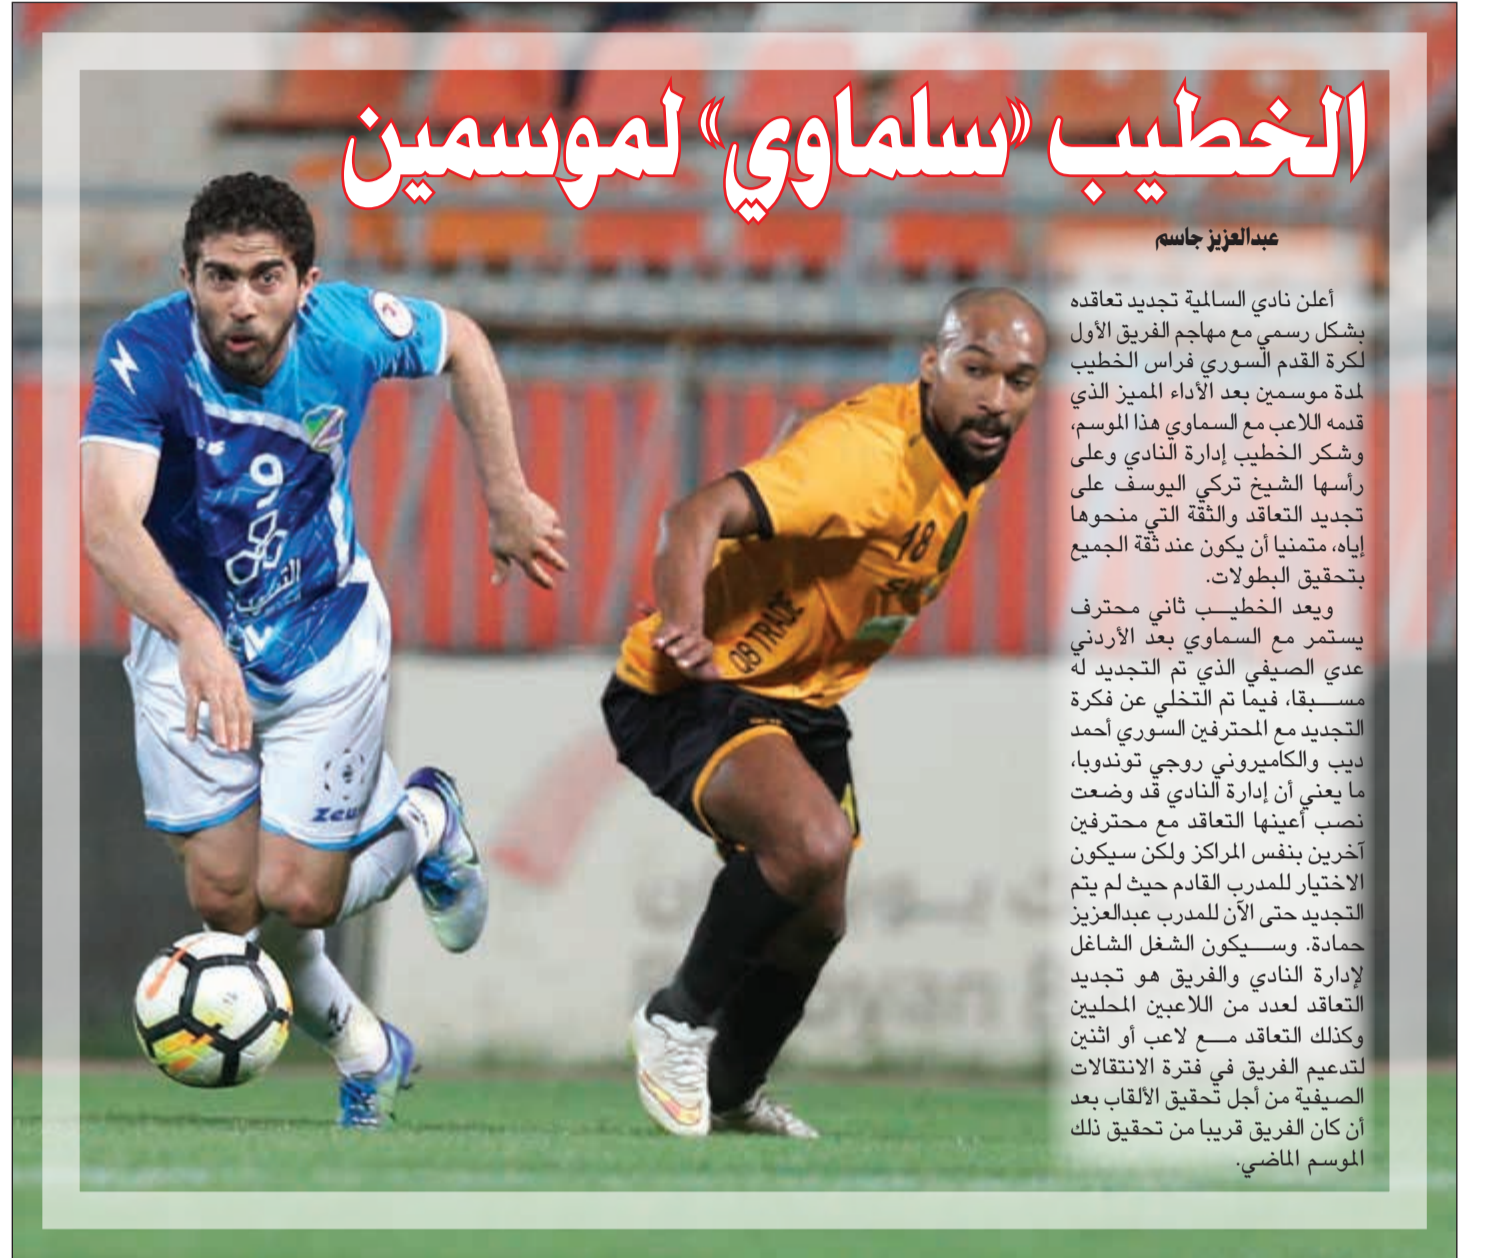 الخطيب «سلماوي» لموسمين
عبدالعزيز جاسم
أعلن نادي السالمية تجديد تعاقده
بشكل رسمي مع مهاجم الفريق الأول
لكرة القدم السوري فراس الخطيب
لمدة موسمين بعد الأداء المميز الذي
قدمه اللاعب مع السماوي هذا الموسم،
وشكر الخطيب إدارة النادي وعلى
رأسها الشيخ تركي اليوسف على
تجديد التعاقد والثقة التي منحوها
إياه، متمنيا أن يكون عند ثقة الجميع
بتحقيق البطولات.
ويعد الخطيب ثاني محترف
يستمر مع السماوي بعد الأردني
عدي الصيفي الذي تم التجديد له
مسبقا، فيما تم التخلي عن فكرة
التجديد مع المحترفين السوري أحمد
ديب والكاميروني روجي توندوبا،
ما يعني أن إدارة النادي قد وضعت
نصب أعينها التعاقد مع محترفين
آخرين بنفس المراكز ولكن سيكون
الاختيار للمدرب القادم حيث لم يتم
التجديد حتى الآن للمدرب عبدالعزيز
حمادة. وسيكون الشغل الشاغل
لإدارة النادي والفريق هو تجديد
التعاقد لعدد من اللاعبين المحليين
وكذلك التعاقد مع لاعب أو اثنين
لتدعيم الفريق في فترة الانتقالات
الصيفية من أجل تحقيق الألقاب بعد
أن كان الفريق قريبا من تحقيق ذلك
الموسم الماضي.
18
QB TRADE
Zeus